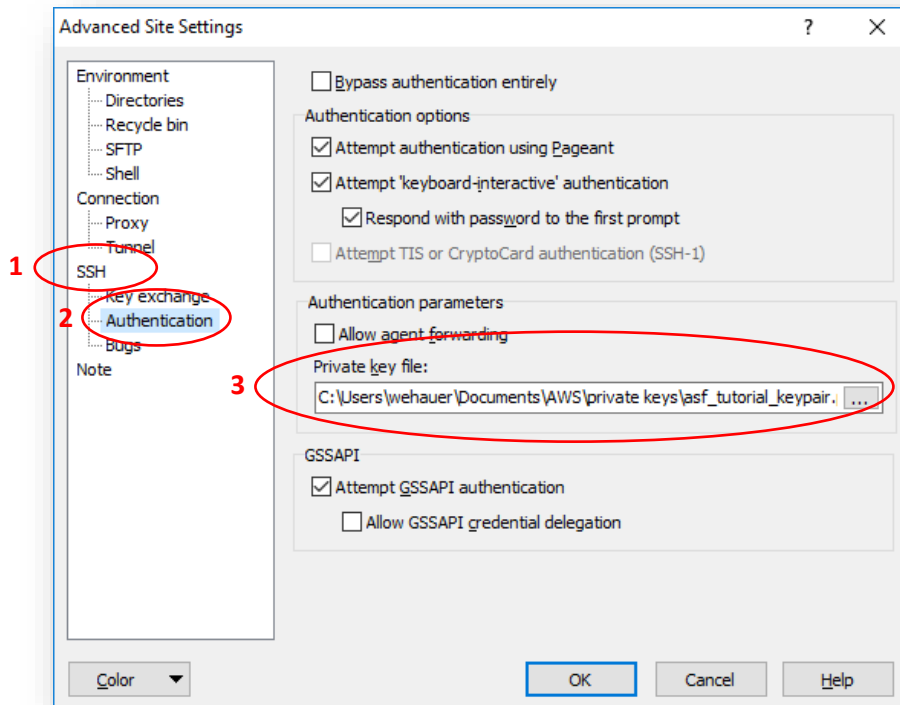 Advanced Site Settings
?
Environment
Directories
Recycle bin
SFTP
Shell
Connection
Proxy
Tunnel
1
SSH
Key exchange
2
Authentication
Bugs
Note
Bypass authentication entirely
Authentication options
Attempt authentication using Pageant
Attempt 'keyboard-interactive' authentication
Respond with password to the first prompt
Attempt TIS or CryptoCard authentication (SSH-1)
Authentication parameters
Allow agent forwarding
Private key file:
3
C:\Users\wehauer\Documents\AWS\private keys\asf_tutorial_keypair.
...
GSSAPI
Attempt GSSAPI authentication
Allow GSSAPI credential delegation
Color
OK
Cancel
Help